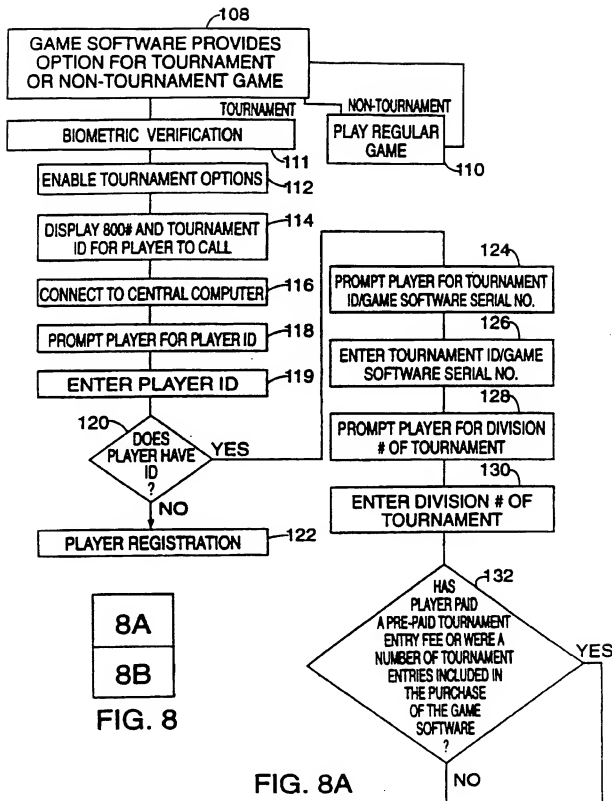 108
GAME SOFTWARE PROVIDES
OPTION FOR TOURNAMENT
OR NON-TOURNAMENT GAME
TOURNAMENT
NON-TOURNAMENT
BIOMETRIC VERIFICATION
111
PLAY REGULAR
GAME
110
ENABLE TOURNAMENT OPTIONS
112
DISPLAY 800# AND TOURNAMENT
ID FOR PLAYER TO CALL
114
CONNECT TO CENTRAL COMPUTER
116
PROMPT PLAYER FOR PLAYER ID
118
ENTER PLAYER ID
119
120
DOES
PLAYER HAVE
ID
?
YES
NO
PLAYER REGISTRATION
122
124
PROMPT PLAYER FOR TOURNAMENT
ID/GAME SOFTWARE SERIAL NO.
126
ENTER TOURNAMENT ID/GAME
SOFTWARE SERIAL NO.
128
PROMPT PLAYER FOR DIVISION
# OF TOURNAMENT
130
ENTER DIVISION # OF
TOURNAMENT
132
HAS
PLAYER PAID
A PRE-PAID TOURNAMENT
ENTRY FEE OR WERE A
NUMBER OF TOURNAMENT
ENTRIES INCLUDED IN
THE PURCHASE
OF THE GAME
SOFTWARE
?
YES
NO
8A
8B
FIG. 8
FIG. 8A